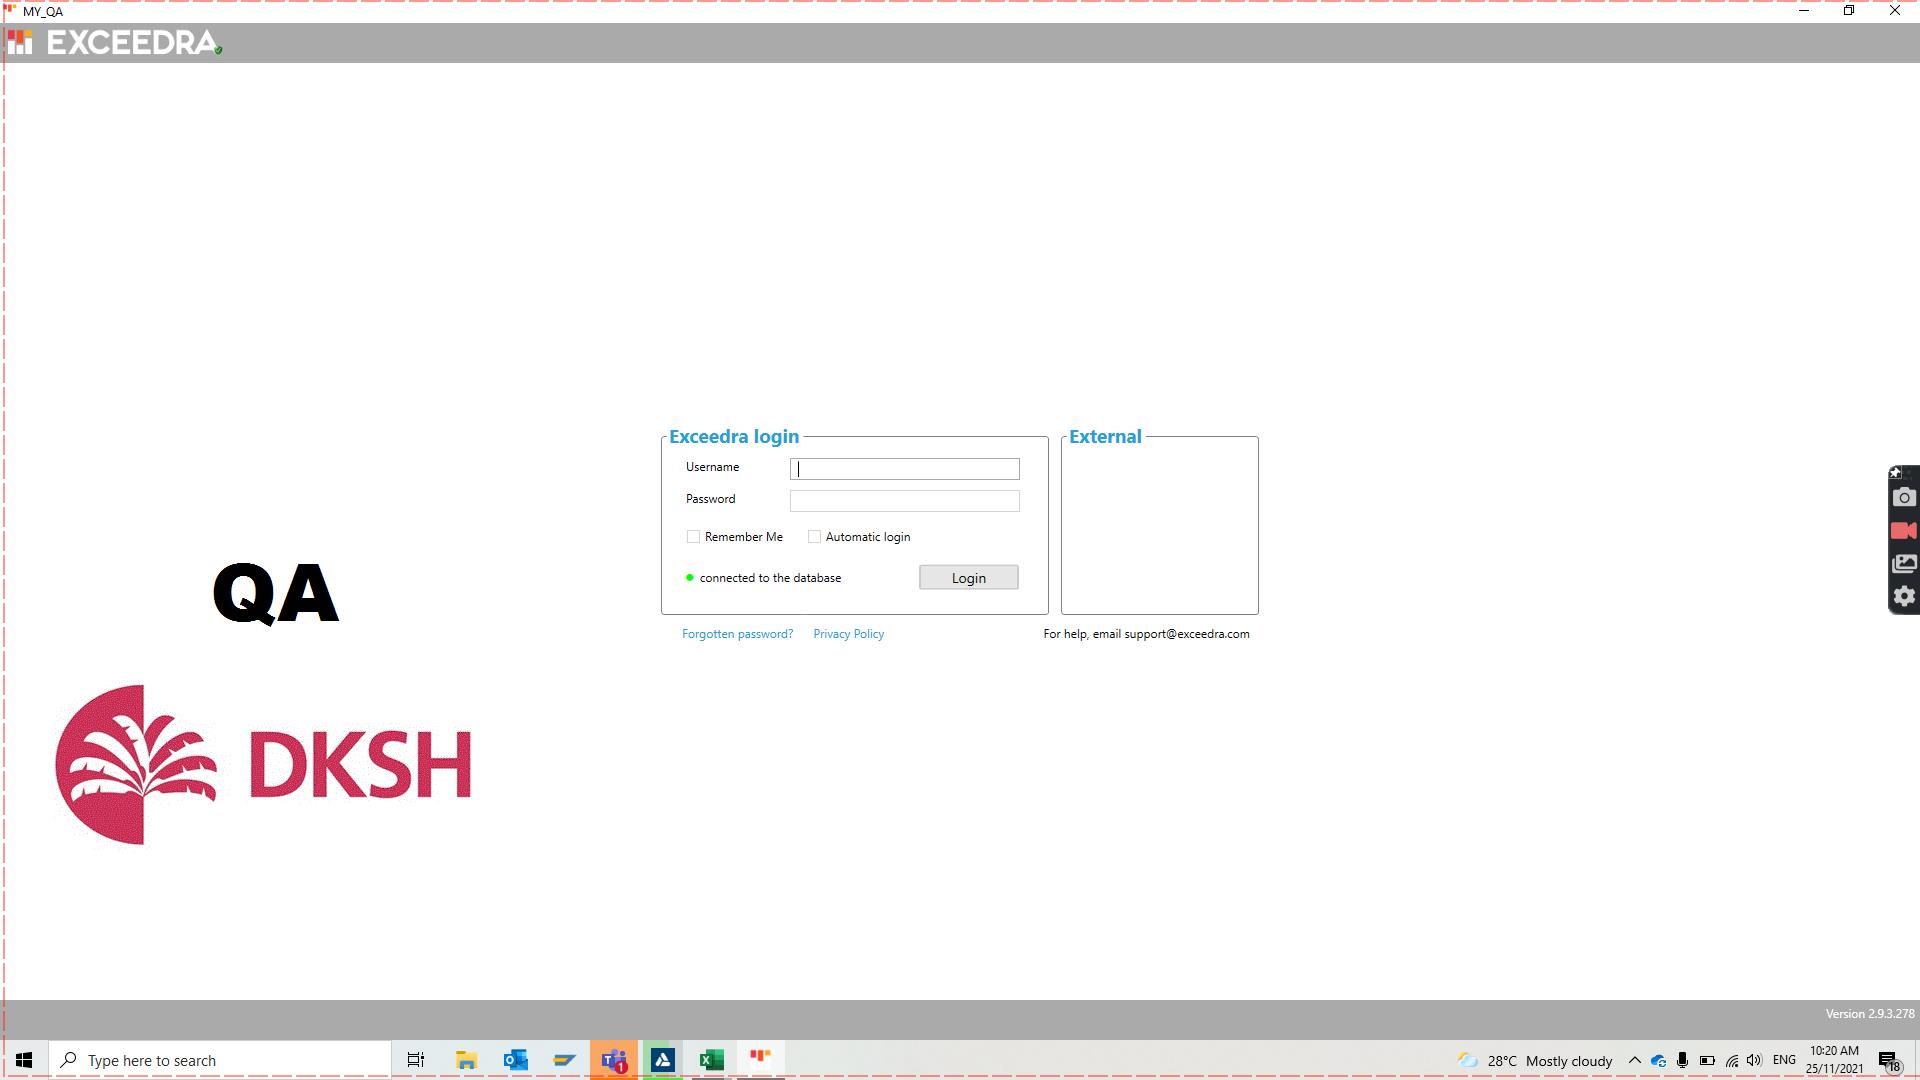 MY_QA
EXCEEDRA
Exceedra login
Username
Password
Remember Me
Automatic login
connected to the database
Login
Forgotten password?
Privacy Policy
External
For help, email support@exceedra.com
QA
DKSH
Version 2.9.3.278
Type here to search
1
28°C Mostly cloudy
ENG
10:20 AM
25/11/2021
18